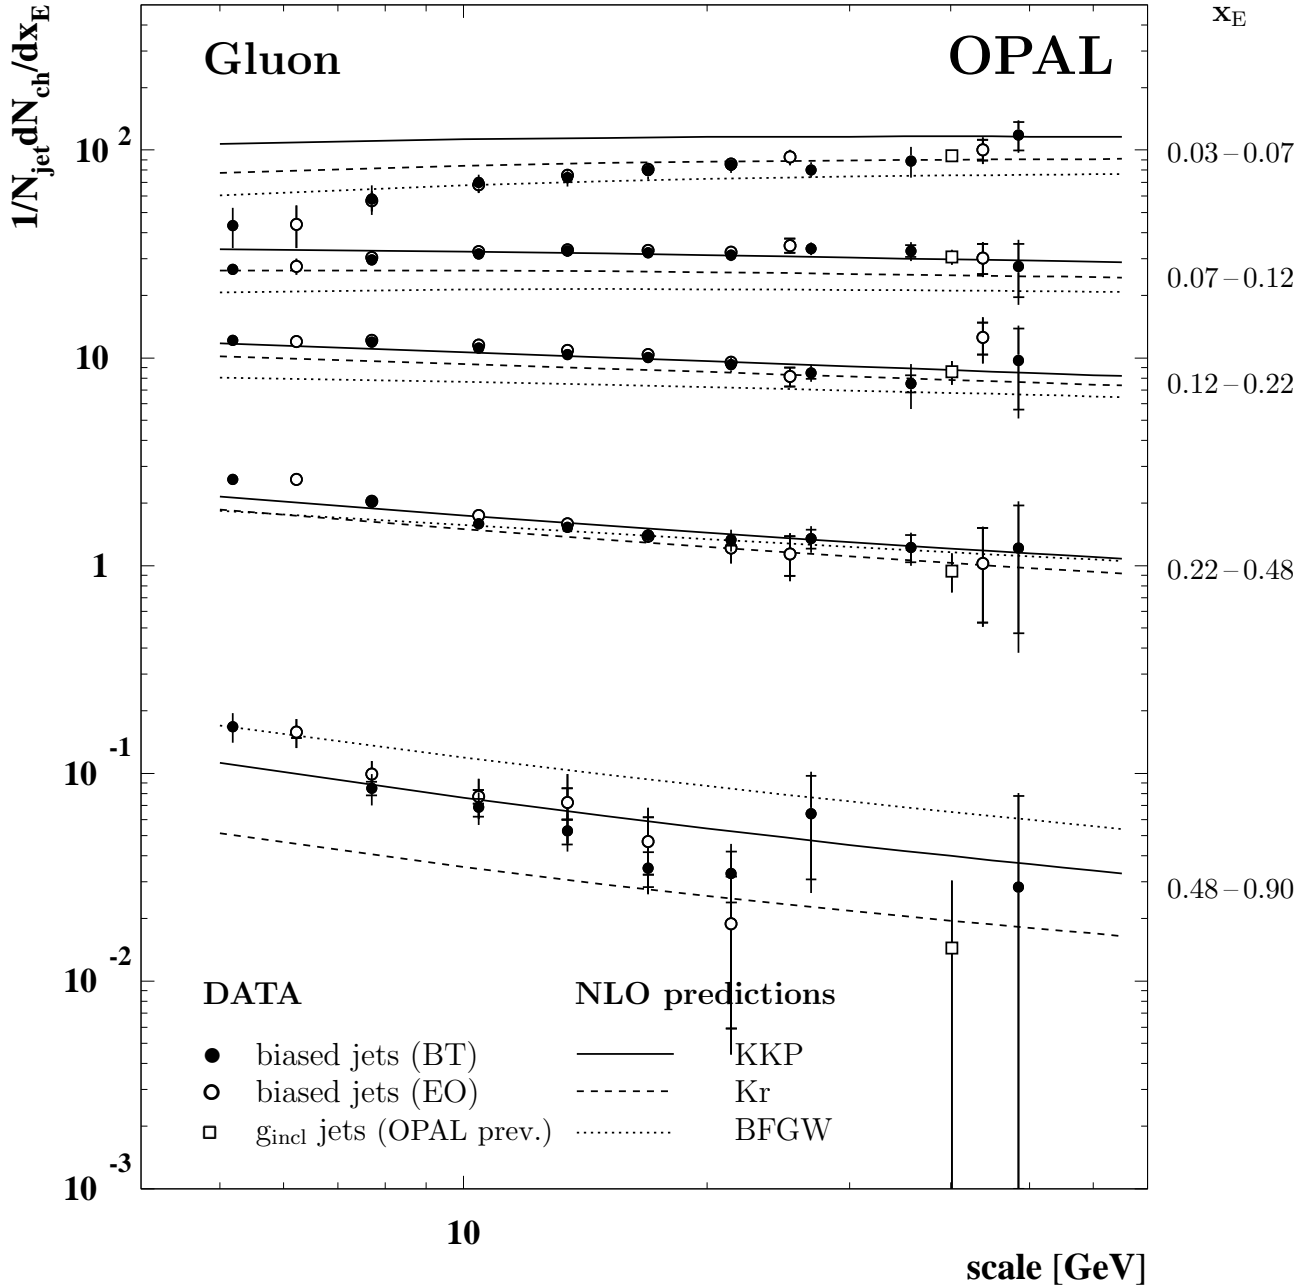 1/N_jet dN_ch/dx_E
Gluon
OPAL
x_E
10²
10
1
10⁻¹
10⁻²
10⁻³
0.03−0.07
0.07−0.12
0.12−0.22
0.22−0.48
0.48−0.90
DATA
biased jets (BT)
biased jets (EO)
g_incl jets (OPAL prev.)
NLO predictions
KKP
Kr
BFGW
10
scale [GeV]